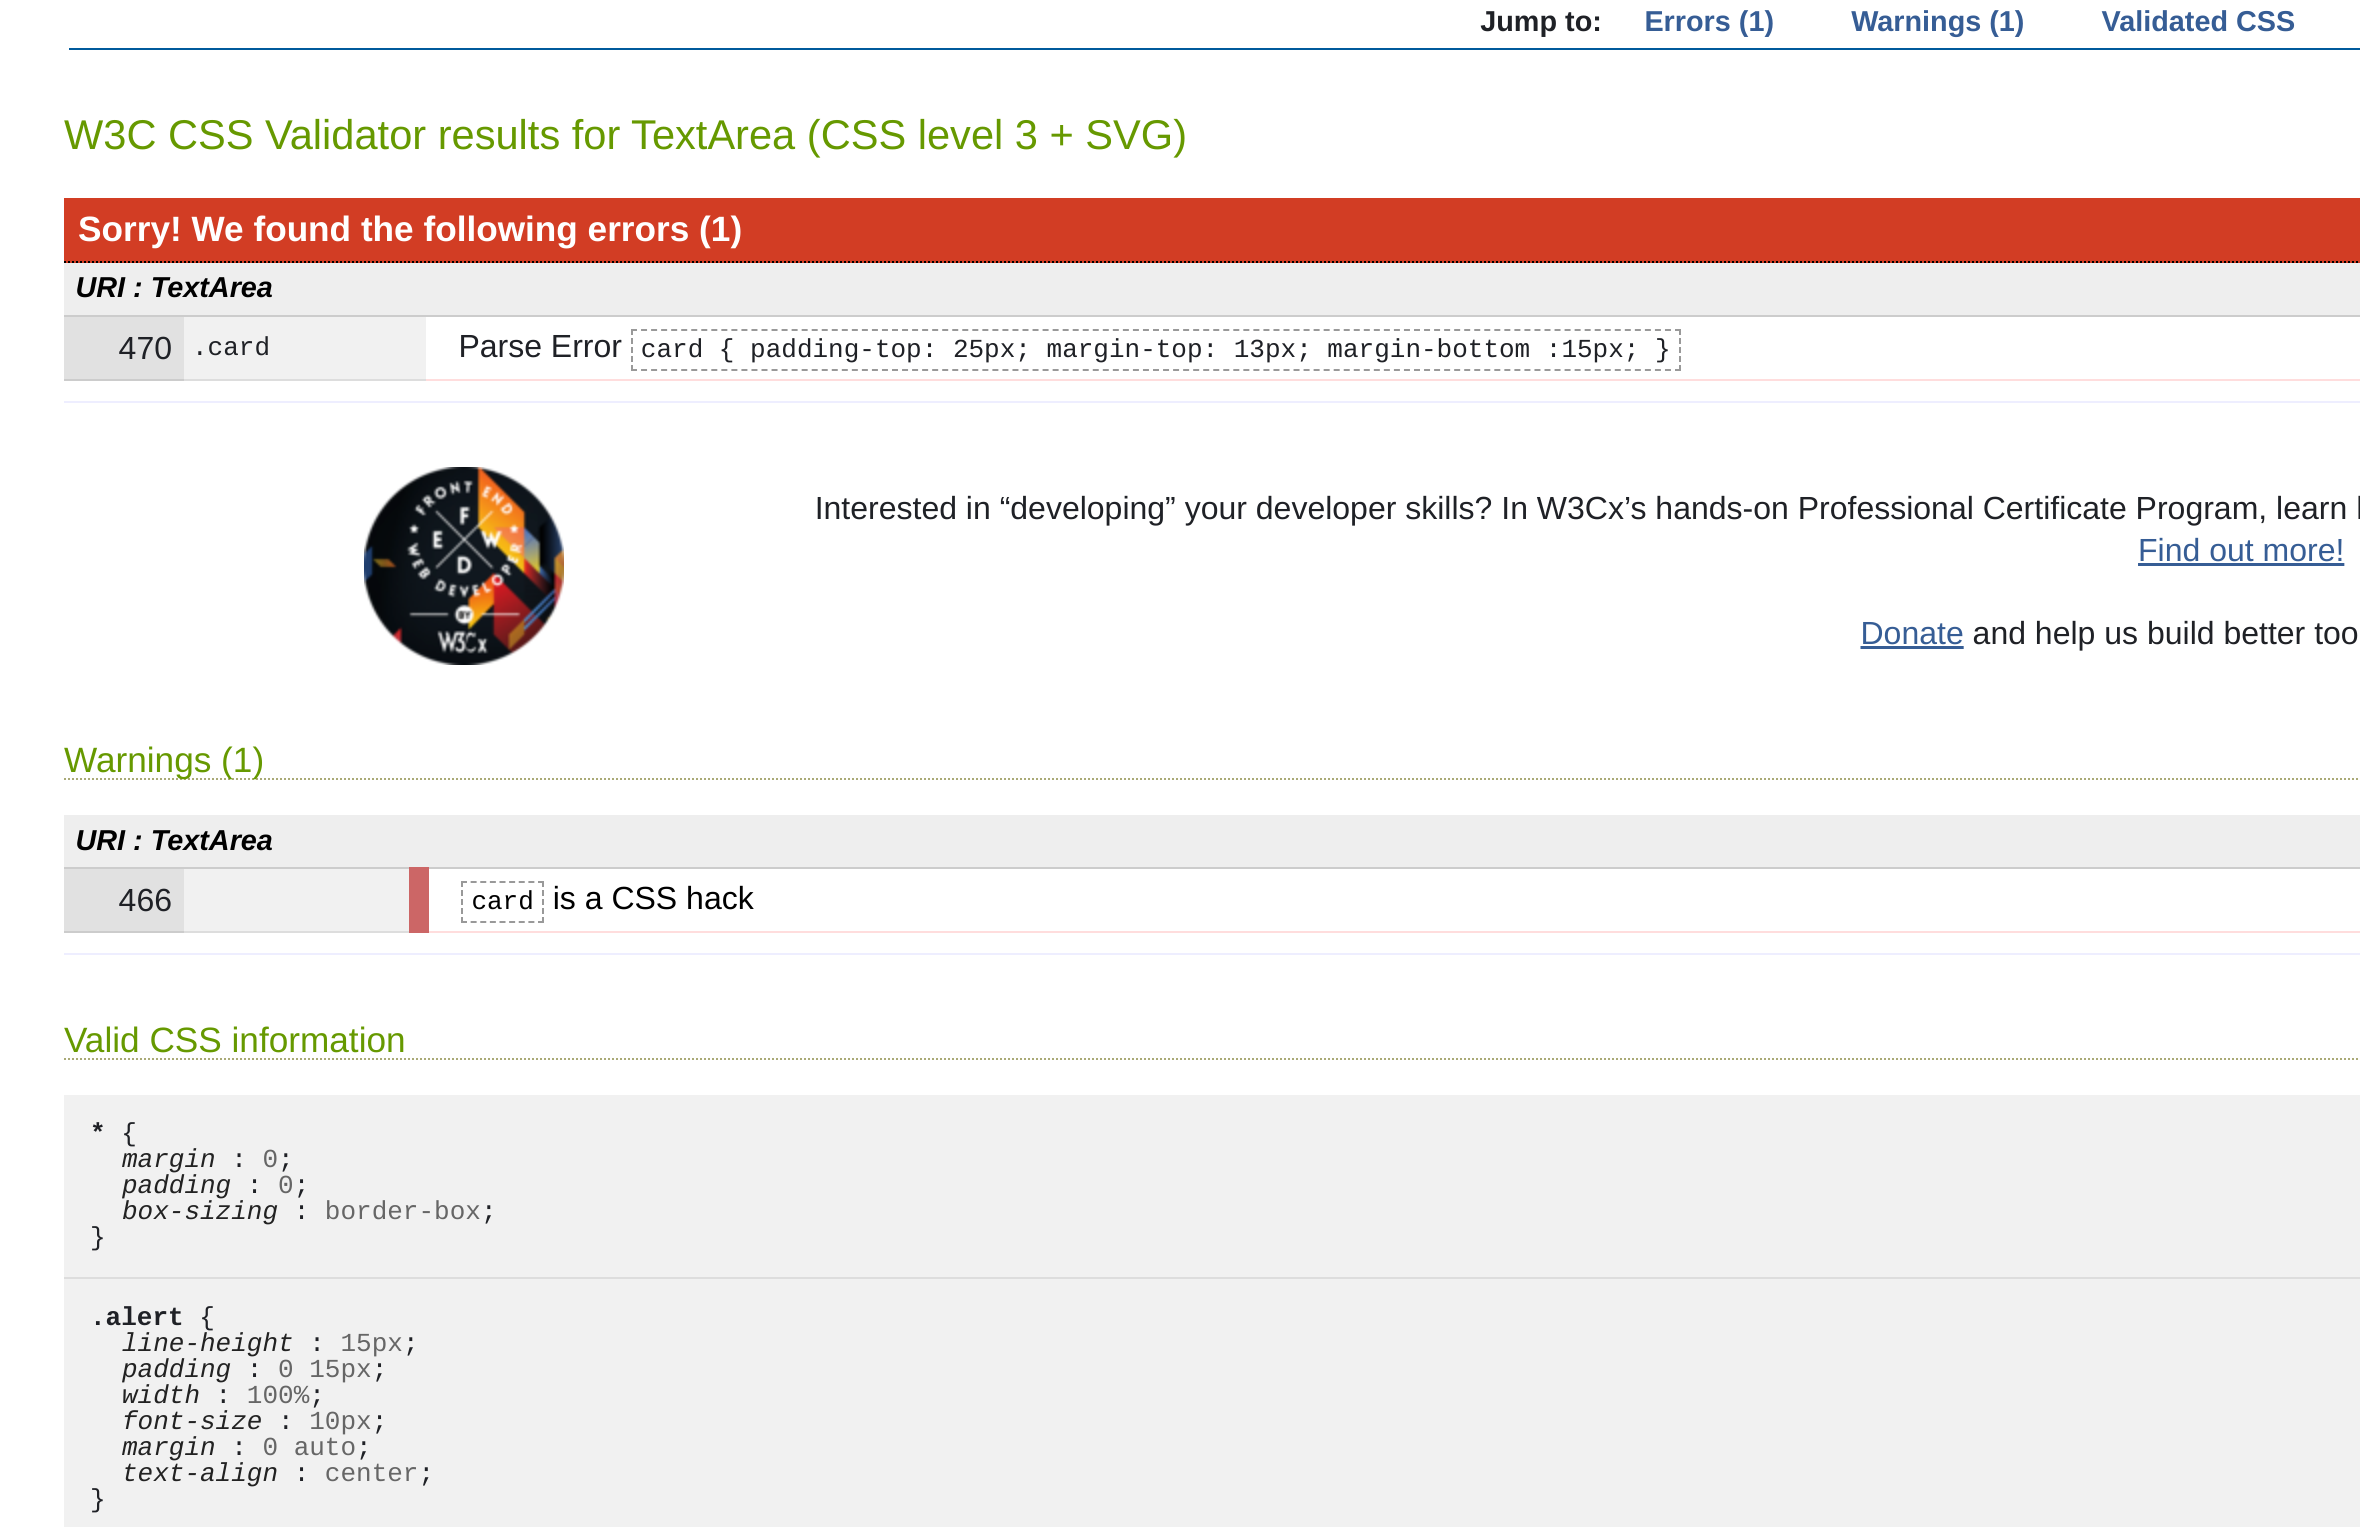 Jump to: Errors (1) Warnings (1) Validated CSS
W3C CSS Validator results for TextArea (CSS level 3 + SVG)
Sorry! We found the following errors (1)
URI : TextArea
470 .card Parse Error card { padding-top: 25px; margin-top: 13px; margin-bottom :15px; }
FRONT END
F
E W
D
WEB DEVELOPER
W3Cx
Interested in “developing” your developer skills? In W3Cx’s hands-on Professional Certificate Program, learn
Find out more!
Donate and help us build better
Warnings (1)
URI : TextArea
466 card is a CSS hack
Valid CSS information
* {
margin : 0;
padding : 0;
box-sizing : border-box;
}
.alert {
line-height : 15px;
padding : 0 15px;
width : 100%;
font-size : 10px;
margin : 0 auto;
text-align : center;
}